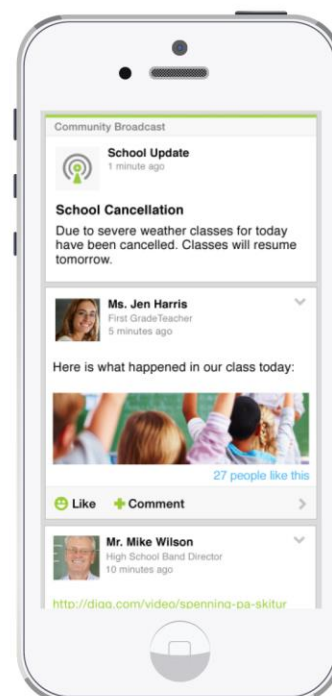 Community Broadcast
School Update
1 minute ago
School Cancellation
Due to severe weather classes for today
have been cancelled. Classes will resume
tomorrow.
Ms. Jen Harris
First GradeTeacher
5 minutes ago
Here is what happened in our class today:
27 people like this
Like Comment
Mr. Mike Wilson
High School Band Director
10 minutes ago
http://digg.com/video/spenning-pa-skitur